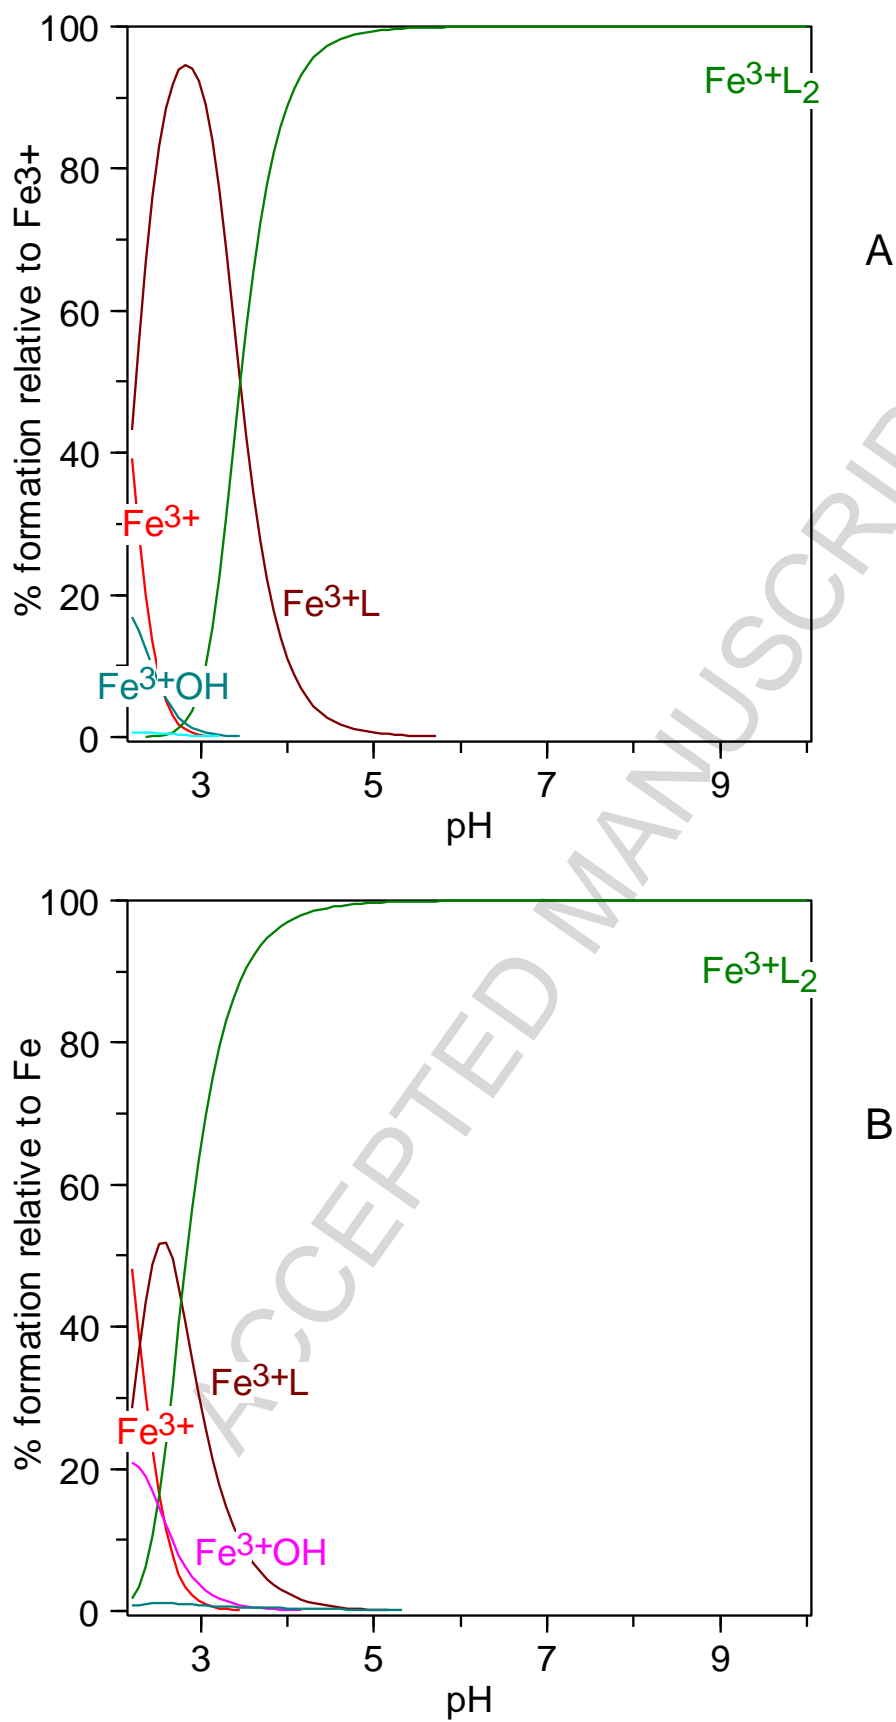 100
80
60
40
20
0
% formation relative to Fe3+
Fe3+L2
A
Fe3+
Fe3+L
Fe3+OH
3 5 7 9
pH
100
80
60
40
20
0
% formation relative to Fe
Fe3+L2
B
Fe3+L
Fe3+
Fe3+OH
3 5 7 9
pH
ACCEPTED MANUSCRIP